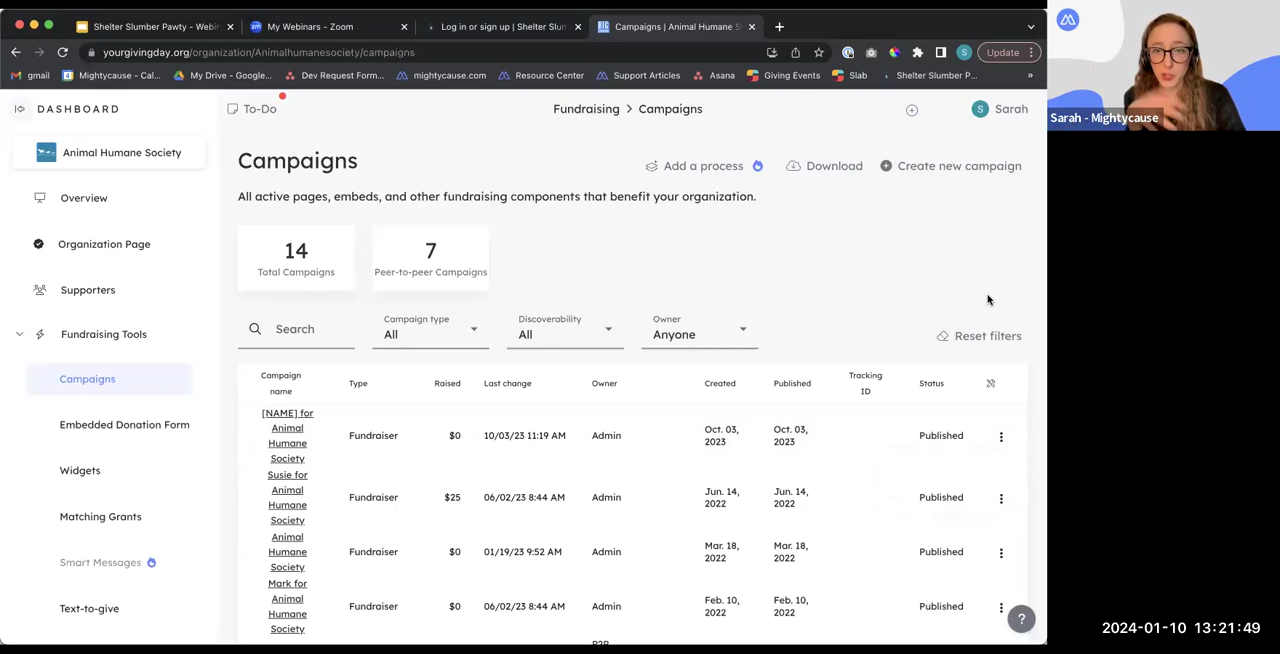 Shelter Slumber Pawty - Webin
My Webinars - Zoom
Log in or sign up | Shelter Slun
Campaigns | Animal Humane S
yourgivingday.org/organization/Animalhumanesociety/campaigns
S
Update
gmail
Mightycause - Cal...
My Drive - Google...
Dev Request Form...
mightycause.com
Resource Center
Support Articles
Asana
Giving Events
Slab
Shelter Slumber P...
»
Sarah - Mightycause
DASHBOARD
To-Do
Fundraising > Campaigns
S Sarah
Animal Humane Society
Overview
Organization Page
Supporters
Fundraising Tools
Campaigns
Embedded Donation Form
Widgets
Matching Grants
Smart Messages
Text-to-give
Campaigns
Add a process
Download
Create new campaign
All active pages, embeds, and other fundraising components that benefit your organization.
14
Total Campaigns
7
Peer-to-peer Campaigns
Search
Campaign type
All
Discoverability
All
Owner
Anyone
Reset filters
Campaign name Type Raised Last change Owner Created Published Tracking ID Status
[NAME] for Animal Humane Society Fundraiser $0 10/03/23 11:19 AM Admin Oct. 03, 2023 Oct. 03, 2023 Published
Susie for Animal Humane Society Fundraiser $25 06/02/23 8:44 AM Admin Jun. 14, 2022 Jun. 14, 2022 Published
Animal Humane Society Fundraiser $0 01/19/23 9:52 AM Admin Mar. 18, 2022 Mar. 18, 2022 Published
Mark for Animal Humane Society Fundraiser $0 06/02/23 8:44 AM Admin Feb. 10, 2022 Feb. 10, 2022 Published
?
2024-01-10 13:21:49